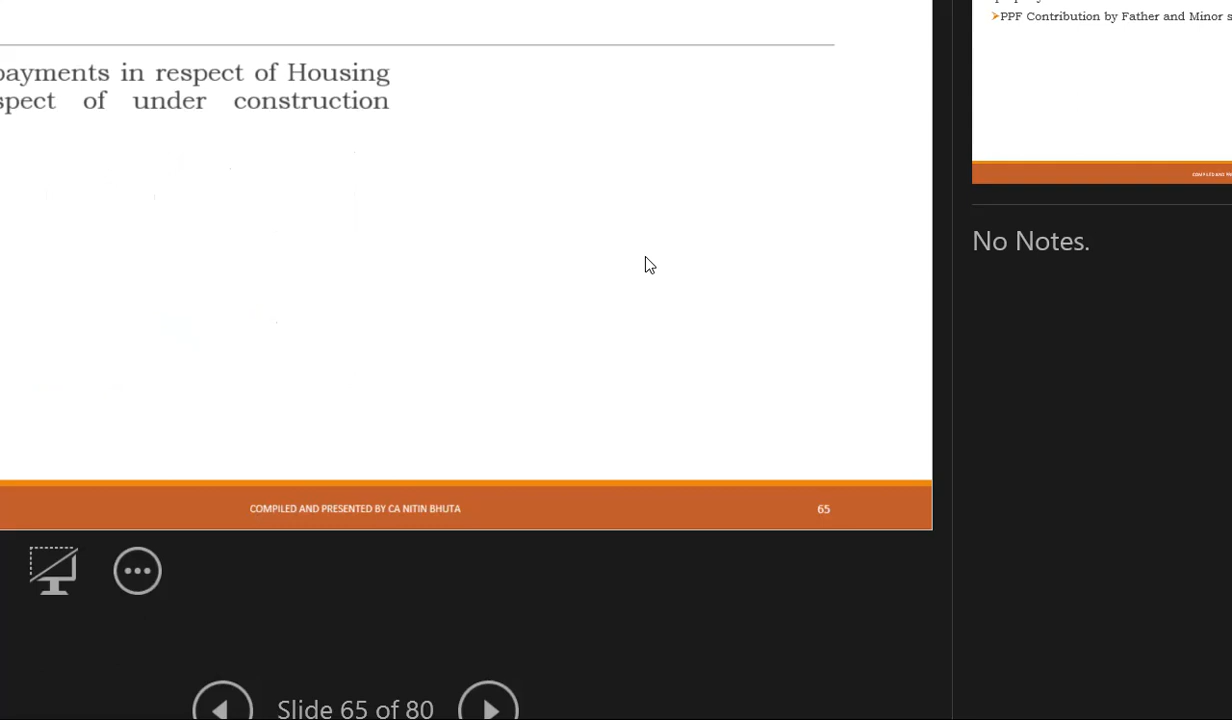 payments in respect of Housing
spect of under construction
COMPILED AND PRESENTED BY CA NITIN BHUTA
65
Slide 65 of 80
➤PPF Contribution by Father and Minor s
No Notes.